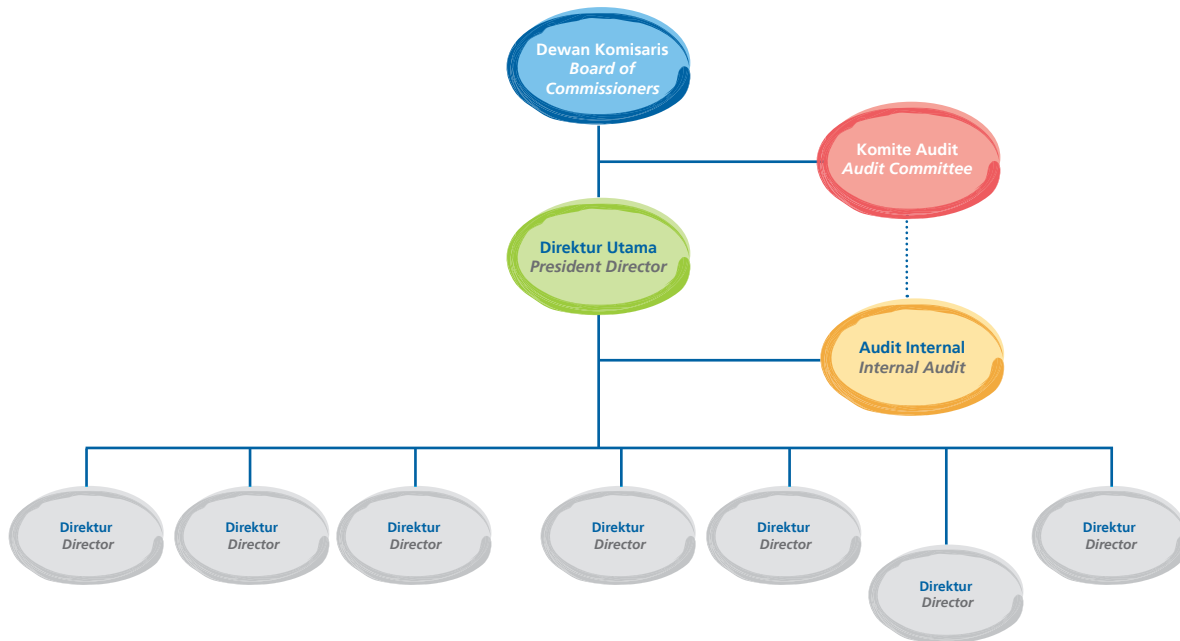 Dewan Komisaris
Board of
Commissioners
Komite Audit
Audit Committee
Direktur Utama
President Director
Audit Internal
Internal Audit
Direktur
Director
Direktur
Director
Direktur
Director
Direktur
Director
Direktur
Director
Direktur
Director
Direktur
Director